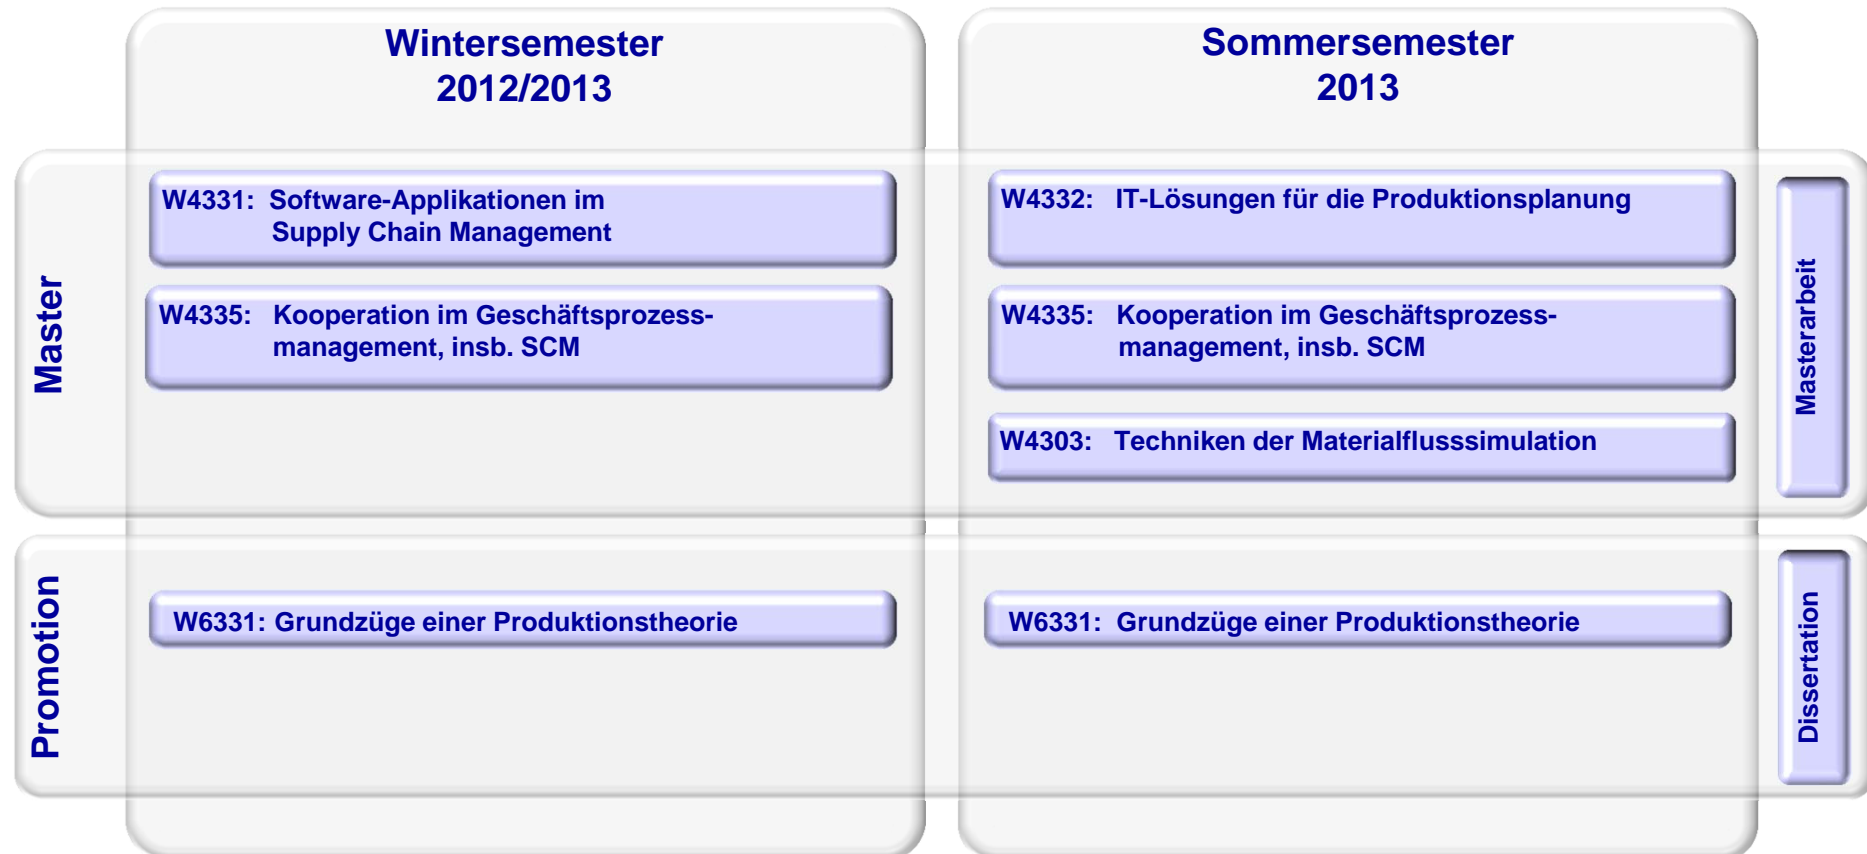 Wintersemester
2012/2013
Sommersemester
2013
Master
W4331: Software-Applikationen im
Supply Chain Management
W4335: Kooperation im Geschäftsprozess-
management, insb. SCM
W4332: IT-Lösungen für die Produktionsplanung
W4335: Kooperation im Geschäftsprozess-
management, insb. SCM
W4303: Techniken der Materialflusssimulation
Masterarbeit
Promotion
W6331: Grundzüge einer Produktionstheorie
W6331: Grundzüge einer Produktionstheorie
Dissertation